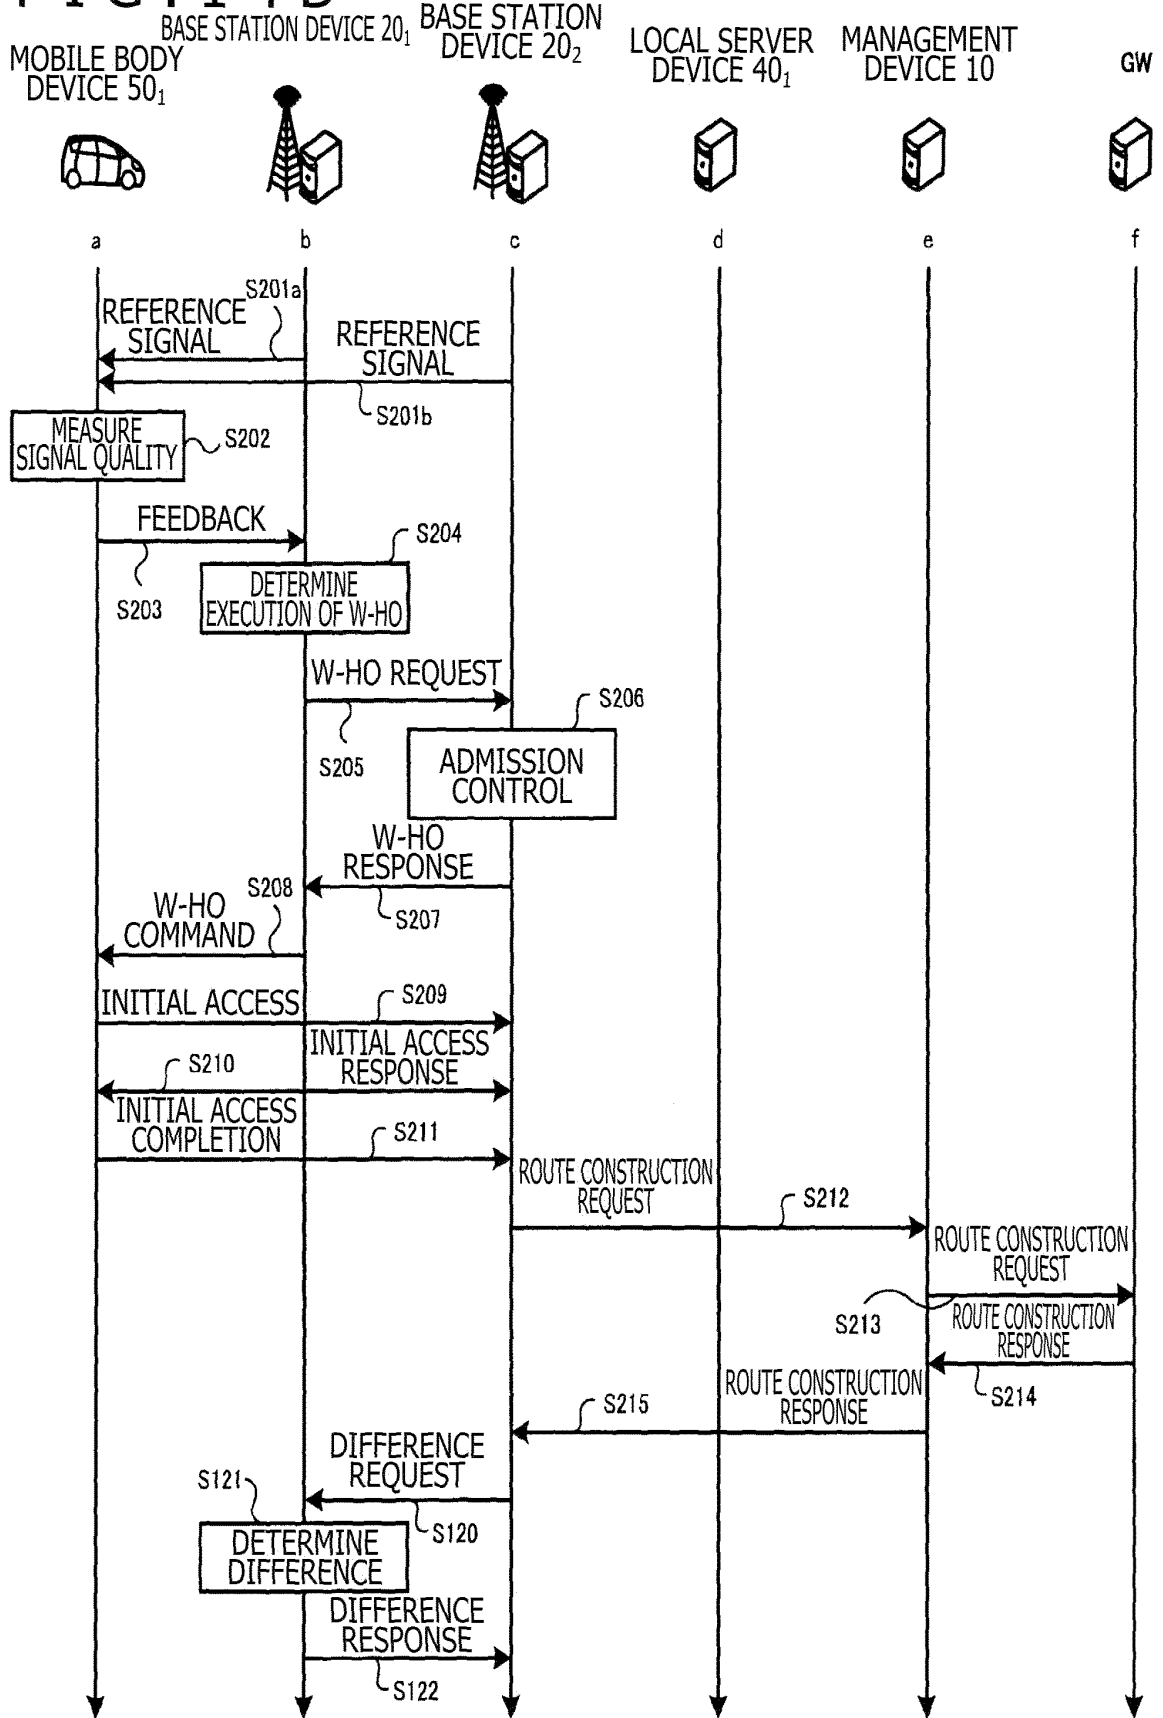 BASE STATION DEVICE 20₁
BASE STATION
DEVICE 20₂
LOCAL SERVER
DEVICE 40₁
MANAGEMENT
DEVICE 10
GW
MOBILE BODY
DEVICE 50₁
a
b
c
d
e
f
S201a
REFERENCE
SIGNAL
REFERENCE
SIGNAL
S201b
MEASURE
SIGNAL QUALITY
S202
FEEDBACK
S203
S204
DETERMINE
EXECUTION OF W-HO
W-HO REQUEST
S205
S206
ADMISSION
CONTROL
W-HO
RESPONSE
S207
S208
W-HO
COMMAND
INITIAL ACCESS
S209
INITIAL ACCESS
RESPONSE
S210
INITIAL ACCESS
COMPLETION
S211
ROUTE CONSTRUCTION
REQUEST
S212
ROUTE CONSTRUCTION
REQUEST
S213
ROUTE CONSTRUCTION
RESPONSE
S214
ROUTE CONSTRUCTION
RESPONSE
S215
DIFFERENCE
REQUEST
S120
S121
DETERMINE
DIFFERENCE
DIFFERENCE
RESPONSE
S122